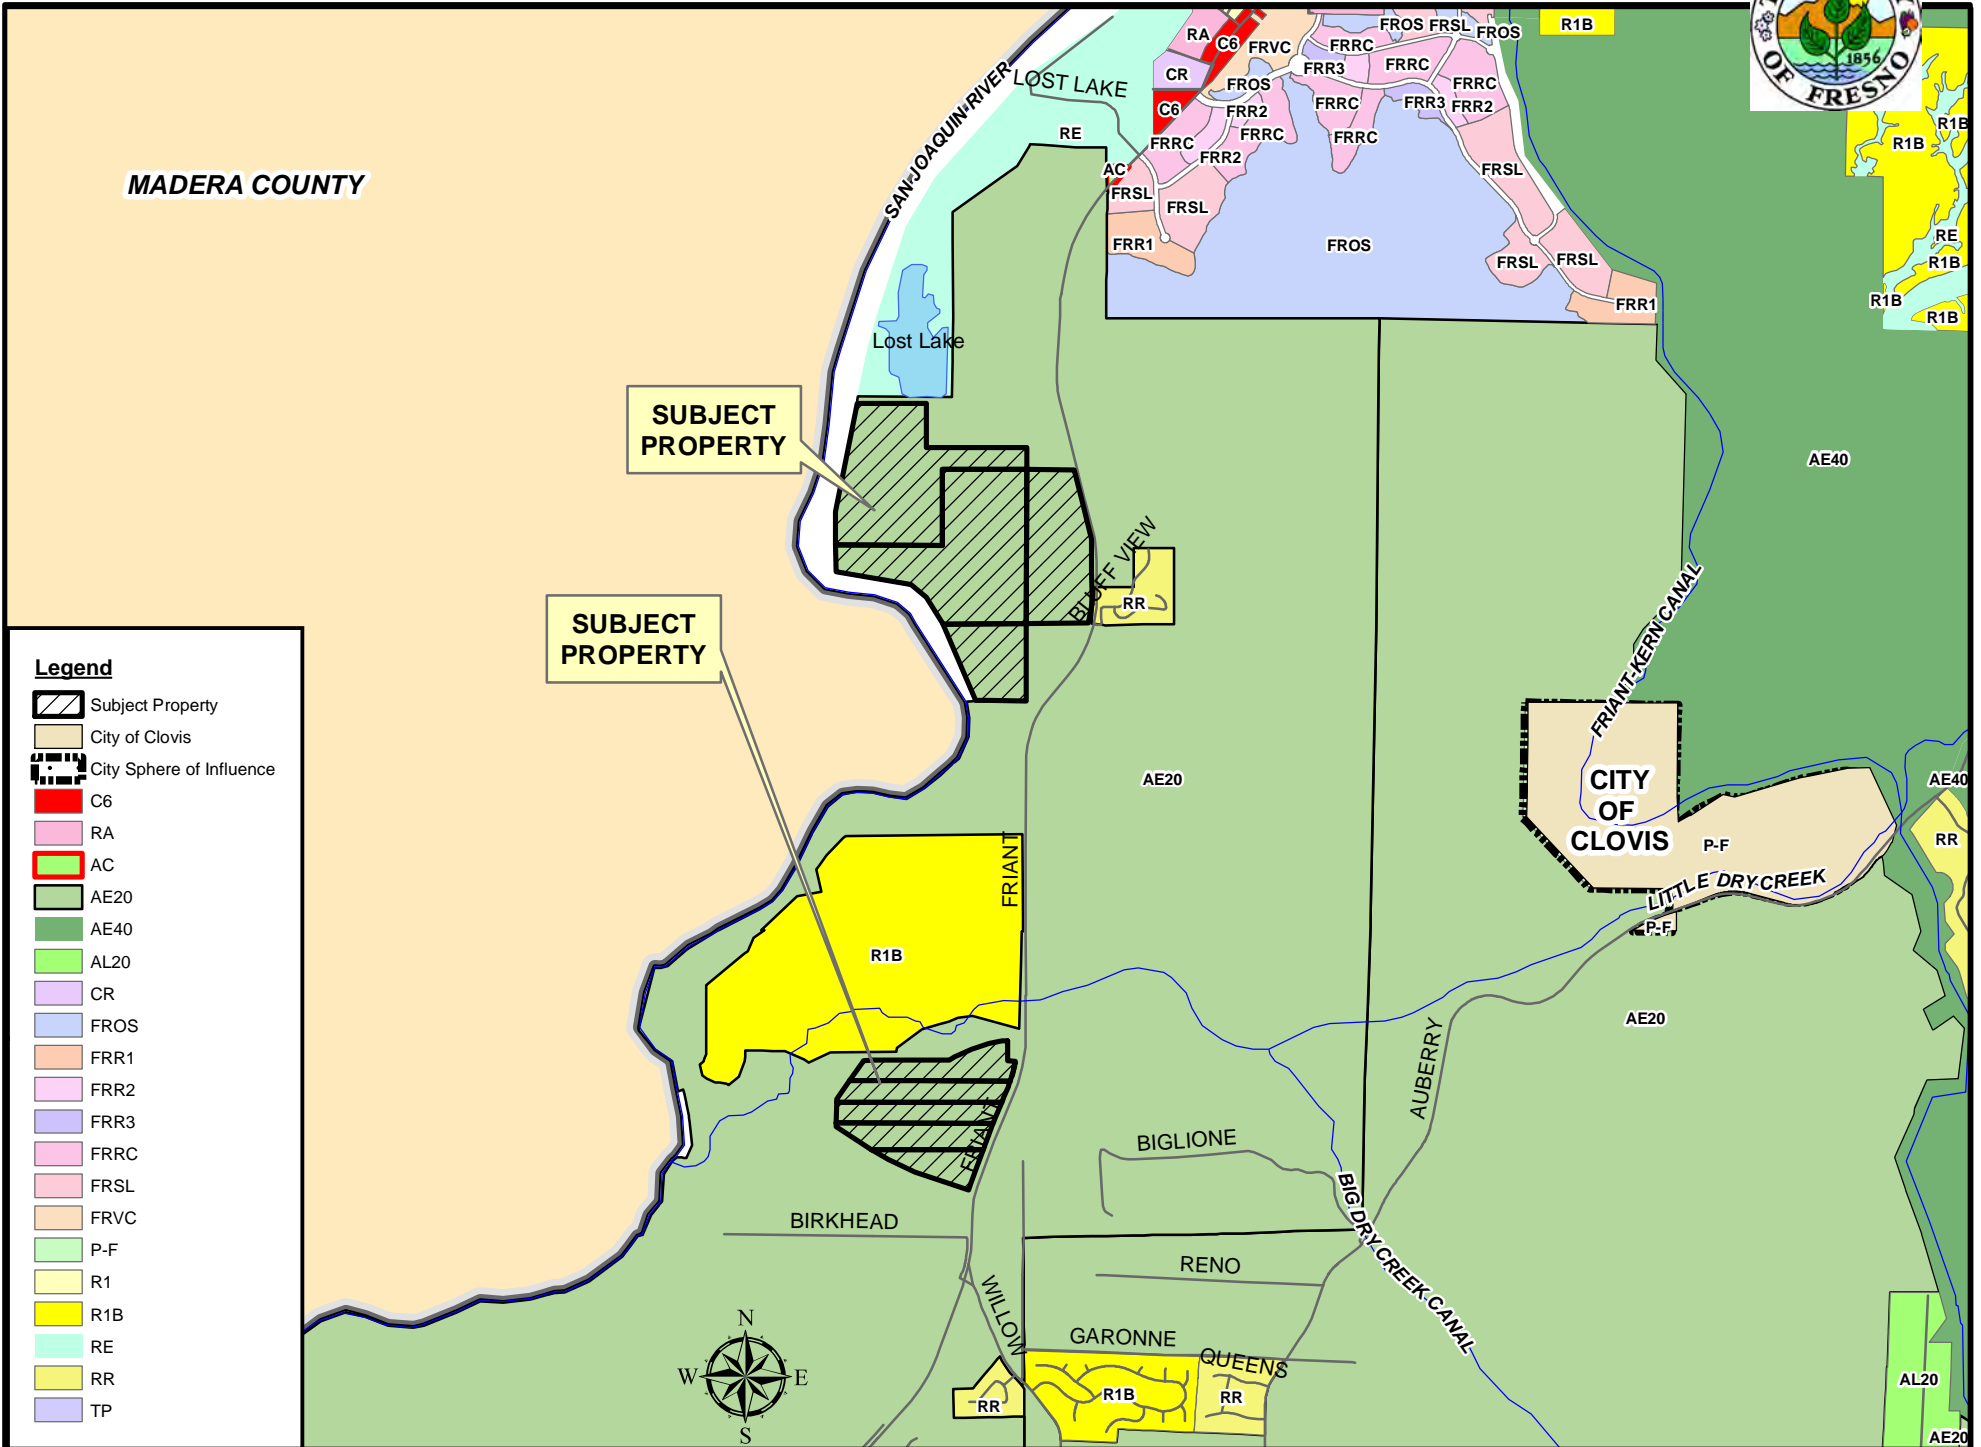 FROS
FRSL
FROS
R1B
RA
C6
FRVC
FRRC
1856
OF FRESNO
CR
FRR3
FRRC
FROS
FRRC
LOST LAKE
SAN JOAQUIN RIVER
C6
FRR2
FRRC
FRR3
FRR2
R1B
RE
FRRC
FRRC
FRRC
R1B
FRR2
AC
FRSL
MADERA COUNTY
FRSL
FRSL
FRR1
FROS
RE
FRSL
FRSL
R1B
R1B
FRR1
R1B
Lost Lake
SUBJECT
PROPERTY
AE40
BLUFF VIEW
RR
FRIANT-KERN CANAL
SUBJECT
PROPERTY
Legend
Subject Property
City of Clovis
City Sphere of Influence
C6
RA
AC
AE20
AE40
AL20
CR
FROS
FRR1
FRR2
FRR3
FRRC
FRSL
FRVC
P-F
R1
R1B
RE
RR
TP
AE20
CITY
OF
CLOVIS
P-F
AE40
RR
LITTLE DRY CREEK
P-F
FRIANT
R1B
AE20
AUBERRY
FRIANT
BIGLIONE
BIRKHEAD
BIG DRY CREEK CANAL
RENO
WILLOW
GARONNE
QUEENS
N
W
E
S
RR
R1B
RR
AL20
AE20